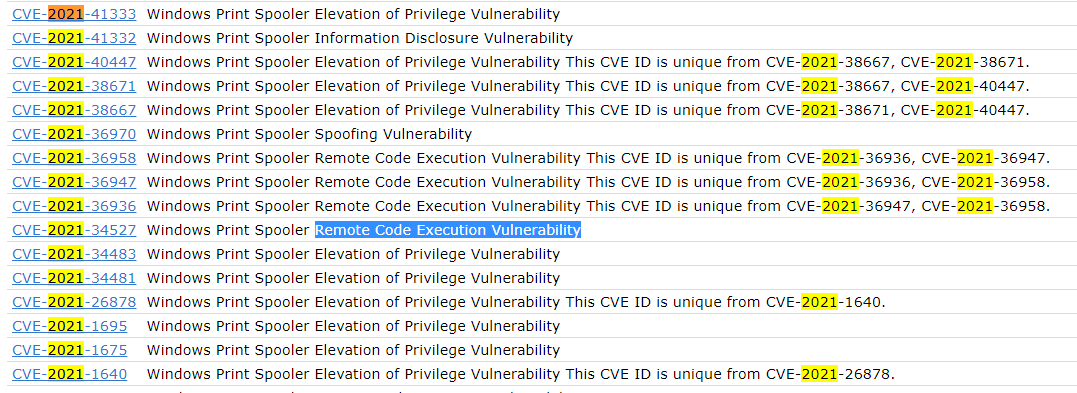 CVE-2021-41333 Windows Print Spooler Elevation of Privilege Vulnerability
CVE-2021-41332 Windows Print Spooler Information Disclosure Vulnerability
CVE-2021-40447 Windows Print Spooler Elevation of Privilege Vulnerability This CVE ID is unique from CVE-2021-38667, CVE-2021-38671.
CVE-2021-38671 Windows Print Spooler Elevation of Privilege Vulnerability This CVE ID is unique from CVE-2021-38667, CVE-2021-40447.
CVE-2021-38667 Windows Print Spooler Elevation of Privilege Vulnerability This CVE ID is unique from CVE-2021-38671, CVE-2021-40447.
CVE-2021-36970 Windows Print Spooler Spoofing Vulnerability
CVE-2021-36958 Windows Print Spooler Remote Code Execution Vulnerability This CVE ID is unique from CVE-2021-36936, CVE-2021-36947.
CVE-2021-36947 Windows Print Spooler Remote Code Execution Vulnerability This CVE ID is unique from CVE-2021-36936, CVE-2021-36958.
CVE-2021-36936 Windows Print Spooler Remote Code Execution Vulnerability This CVE ID is unique from CVE-2021-36947, CVE-2021-36958.
CVE-2021-34527 Windows Print Spooler Remote Code Execution Vulnerability
CVE-2021-34483 Windows Print Spooler Elevation of Privilege Vulnerability
CVE-2021-34481 Windows Print Spooler Elevation of Privilege Vulnerability
CVE-2021-26878 Windows Print Spooler Elevation of Privilege Vulnerability This CVE ID is unique from CVE-2021-1640.
CVE-2021-1695 Windows Print Spooler Elevation of Privilege Vulnerability
CVE-2021-1675 Windows Print Spooler Elevation of Privilege Vulnerability
CVE-2021-1640 Windows Print Spooler Elevation of Privilege Vulnerability This CVE ID is unique from CVE-2021-26878.